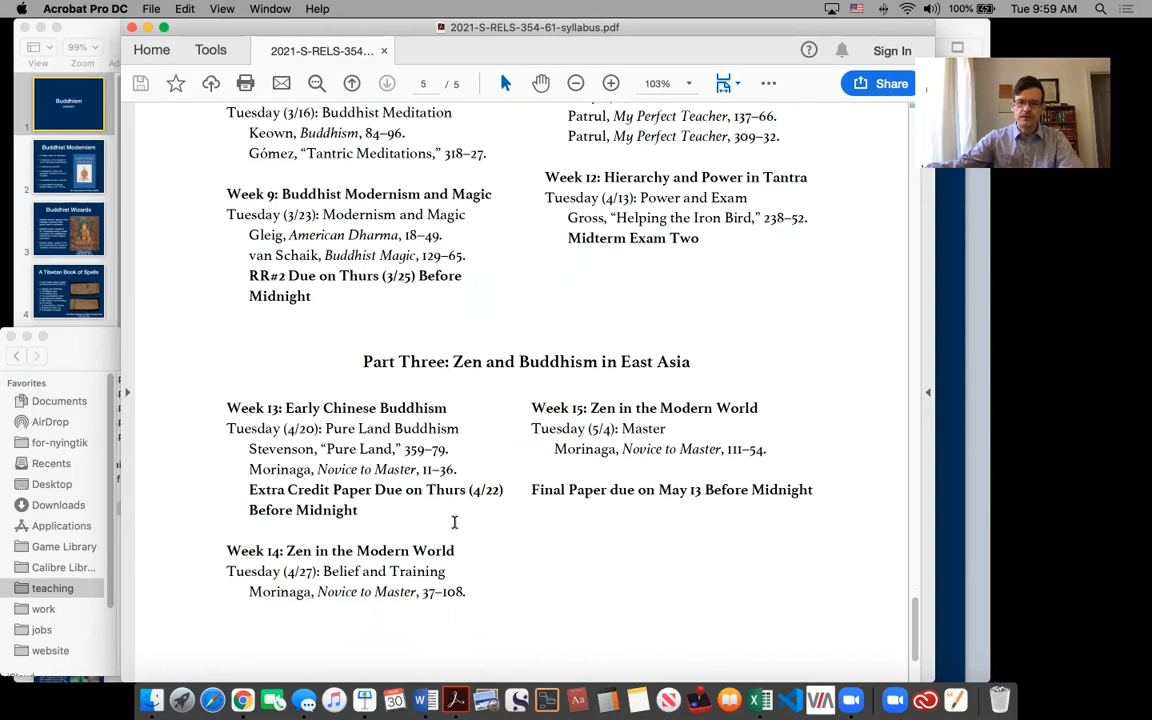 Acrobat Pro DC File Edit View Window Help
100%
Tue 9:59 AM
2021-S-RELS-354-61-syllabus.pdf
Home Tools 2021-S-RELS-354... × Sign In
5 / 5 103% Share
99%
View Zoom
Buddhism
1
Buddhist Modernism
2
Buddhist Wizards
3
A Tibetan Book of Spells
4
Favorites
Documents
AirDrop
for-nyingtik
Recents
Desktop
Downloads
Applications
Game Library
Calibre Libr...
teaching
work
jobs
website
Tuesday (3/16): Buddhist Meditation
Keown, Buddhism, 84–96.
Gómez, “Tantric Meditations,” 318–27.
Week 9: Buddhist Modernism and Magic
Tuesday (3/23): Modernism and Magic
Gleig, American Dharma, 18–49.
van Schaik, Buddhist Magic, 129–65.
RR#2 Due on Thurs (3/25) Before
Midnight
Patrul, My Perfect Teacher, 137–66.
Patrul, My Perfect Teacher, 309–32.
Week 12: Hierarchy and Power in Tantra
Tuesday (4/13): Power and Exam
Gross, “Helping the Iron Bird,” 238–52.
Midterm Exam Two
Part Three: Zen and Buddhism in East Asia
Week 13: Early Chinese Buddhism
Tuesday (4/20): Pure Land Buddhism
Stevenson, “Pure Land,” 359–79.
Morinaga, Novice to Master, 11–36.
Extra Credit Paper Due on Thurs (4/22)
Before Midnight
Week 14: Zen in the Modern World
Tuesday (4/27): Belief and Training
Morinaga, Novice to Master, 37–108.
Week 15: Zen in the Modern World
Tuesday (5/4): Master
Morinaga, Novice to Master, 111–54.
Final Paper due on May 13 Before Midnight